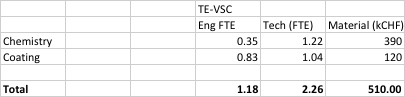 TE-VSC
Eng FTE Tech (FTE) Material (kCHF)
Chemistry 0.35 1.22 390
Coating 0.83 1.04 120
Total 1.18 2.26 510.00